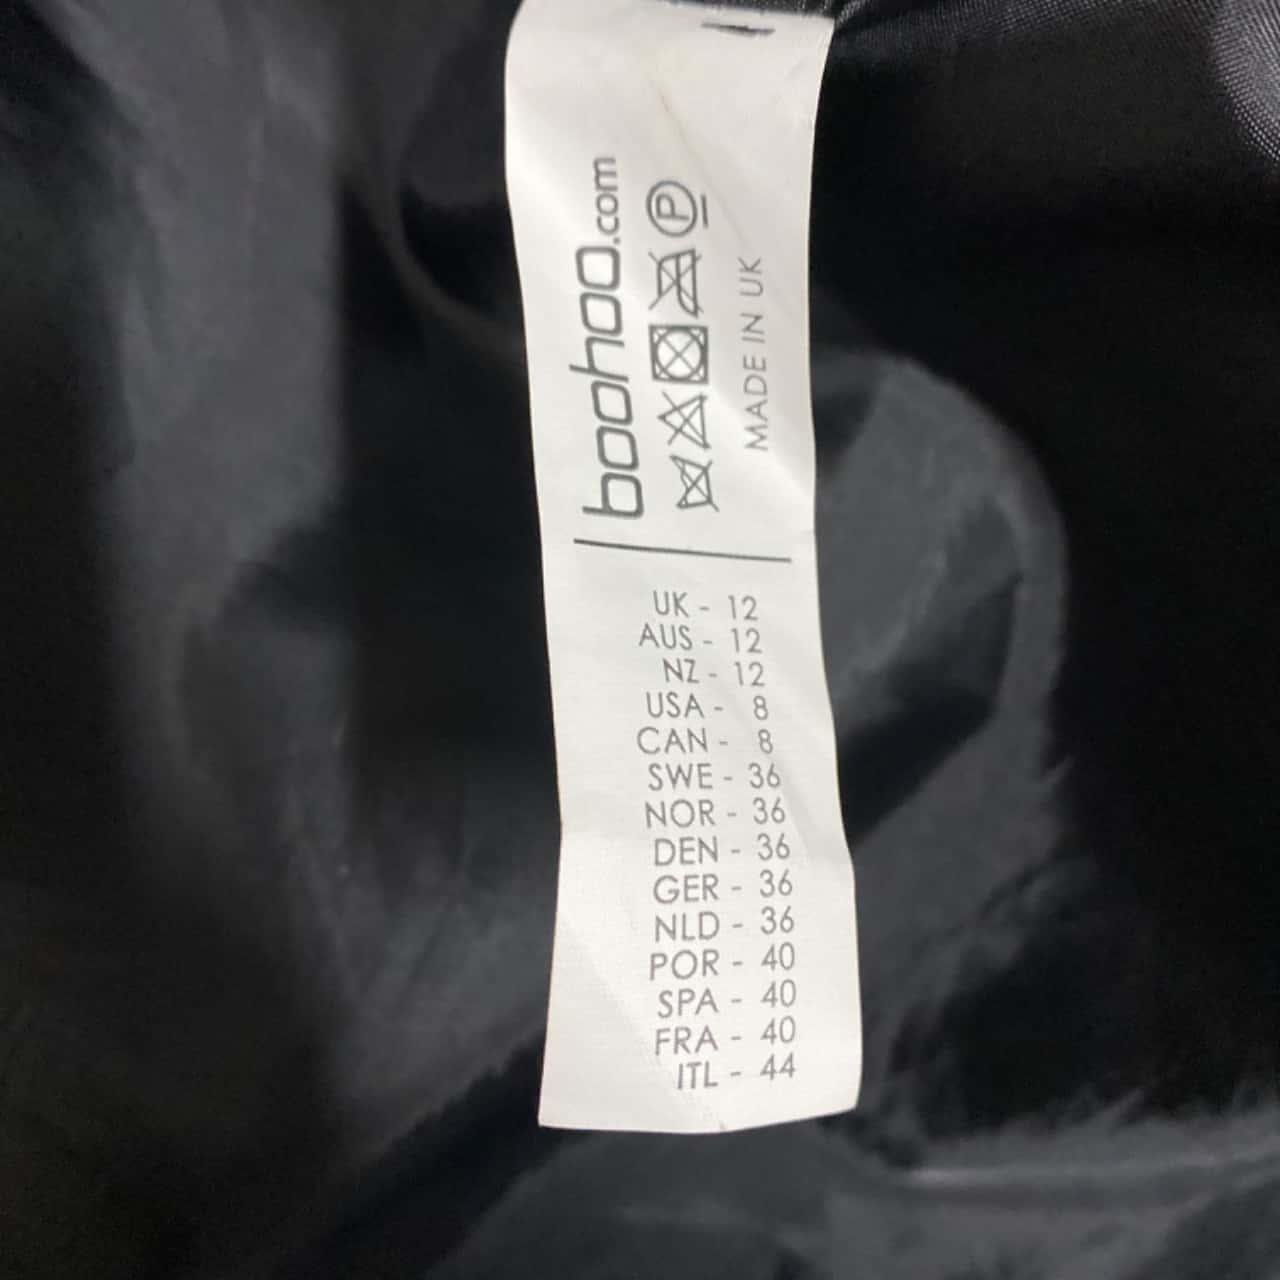 boohoo.com
P
MADE IN UK
UK - 12
AUS - 12
NZ - 12
USA - 8
CAN - 8
SWE - 36
NOR - 36
DEN - 36
GER - 36
NLD - 36
POR - 40
SPA - 40
FRA - 40
ITL - 44